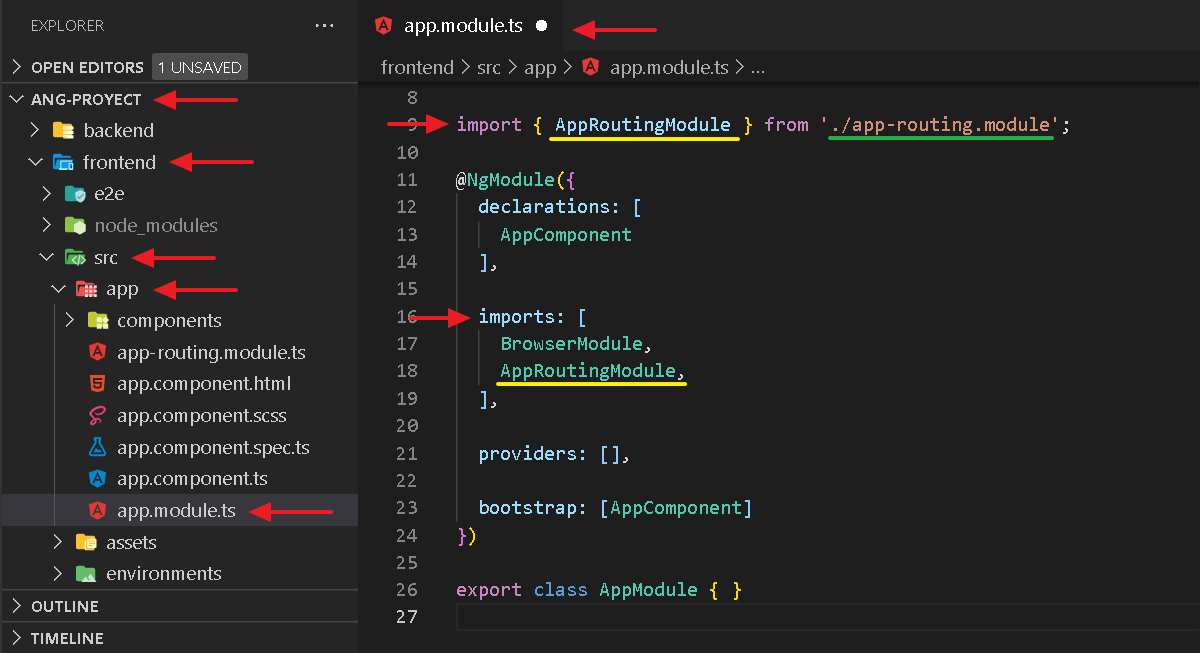 EXPLORER
OPEN EDITORS 1 UNSAVED
ANG-PROYECT
backend
frontend
e2e
node_modules
src
app
components
app-routing.module.ts
app.component.html
app.component.scss
app.component.spec.ts
app.component.ts
app.module.ts
assets
environments
OUTLINE
TIMELINE
app.module.ts
frontend > src > app > app.module.ts > ...
8
9 import { AppRoutingModule } from './app-routing.module';
10
11 @NgModule({
12 declarations: [
13 AppComponent
14 ],
15
16 imports: [
17 BrowserModule,
18 AppRoutingModule,
19 ],
20
21 providers: [],
22
23 bootstrap: [AppComponent]
24 })
25
26 export class AppModule { }
27